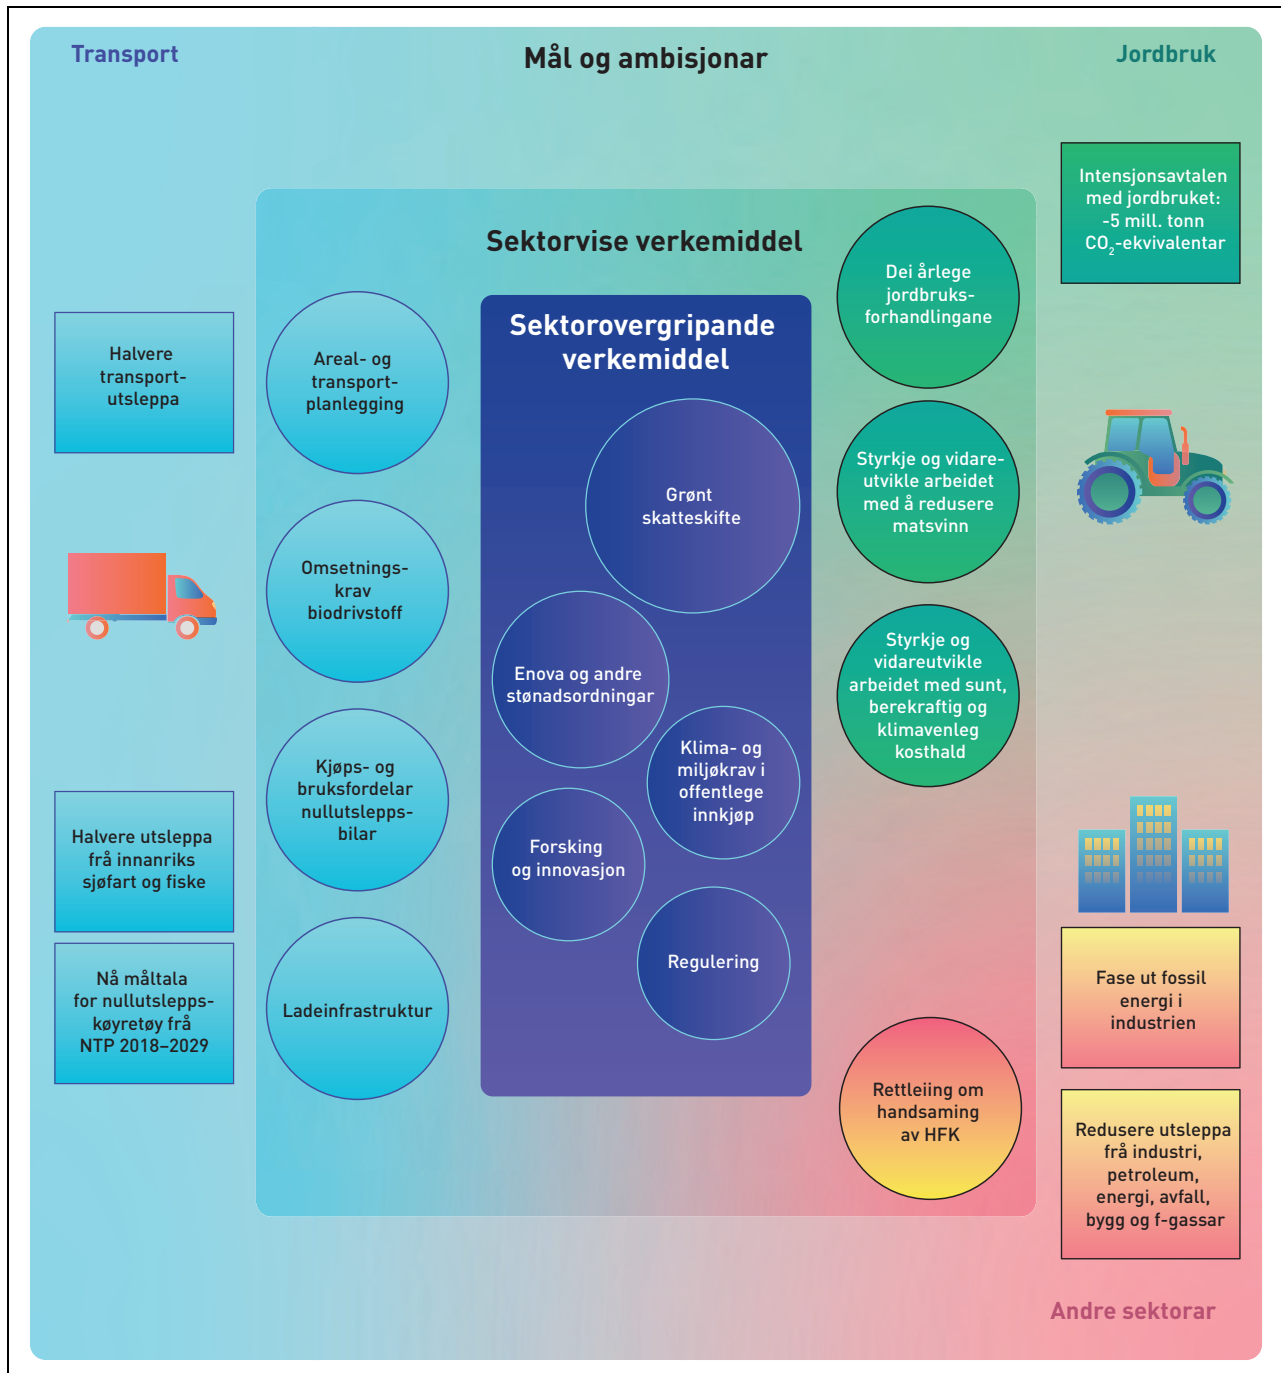 Transport
Mål og ambisjonar
Jordbruk
Sektorvise verkemiddel
Sektorovergripande
verkemiddel
Halvere
transport-
utsleppa
Halvere utsleppa
frå innanriks
sjøfart og fiske
Nå måltala
for nullutslepps-
køyretøy frå
NTP 2018–2029
Areal- og
transport-
planlegging
Omsetnings-
krav
biodrivstoff
Kjøps- og
bruksfordelar
nullutslepps-
bilar
Ladeinfrastruktur
Grønt
skatteskifte
Enova og andre
stønadsordningar
Klima- og
miljøkrav i
offentlege
innkjøp
Forsking
og innovasjon
Regulering
Dei årlege
jordbruks-
forhandlingane
Styrkje og vidare-
utvikle arbeidet
med å redusere
matsvinn
Styrkje og
vidareutvikle
arbeidet med sunt,
berekraftig og
klimavenleg
kosthald
Rettleiing om
handsaming
av HFK
Intensjonsavtalen
med jordbruket:
-5 mill. tonn
CO₂-ekvivalentar
Fase ut fossil
energi i
industrien
Redusere utsleppa
frå industri,
petroleum,
energi, avfall,
bygg og f-gassar
Andre sektorar